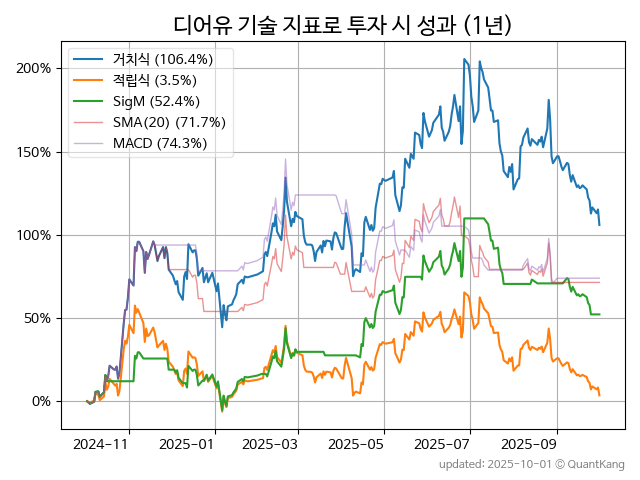 디어유 기술 지표로 투자 시 성과 (1년)
거치식 (106.4%)
적립식 (3.5%)
SigM (52.4%)
SMA(20) (71.7%)
MACD (74.3%)
200%
150%
100%
50%
0%
2024-11 2025-01 2025-03 2025-05 2025-07 2025-09
updated: 2025-10-01 © QuantKang